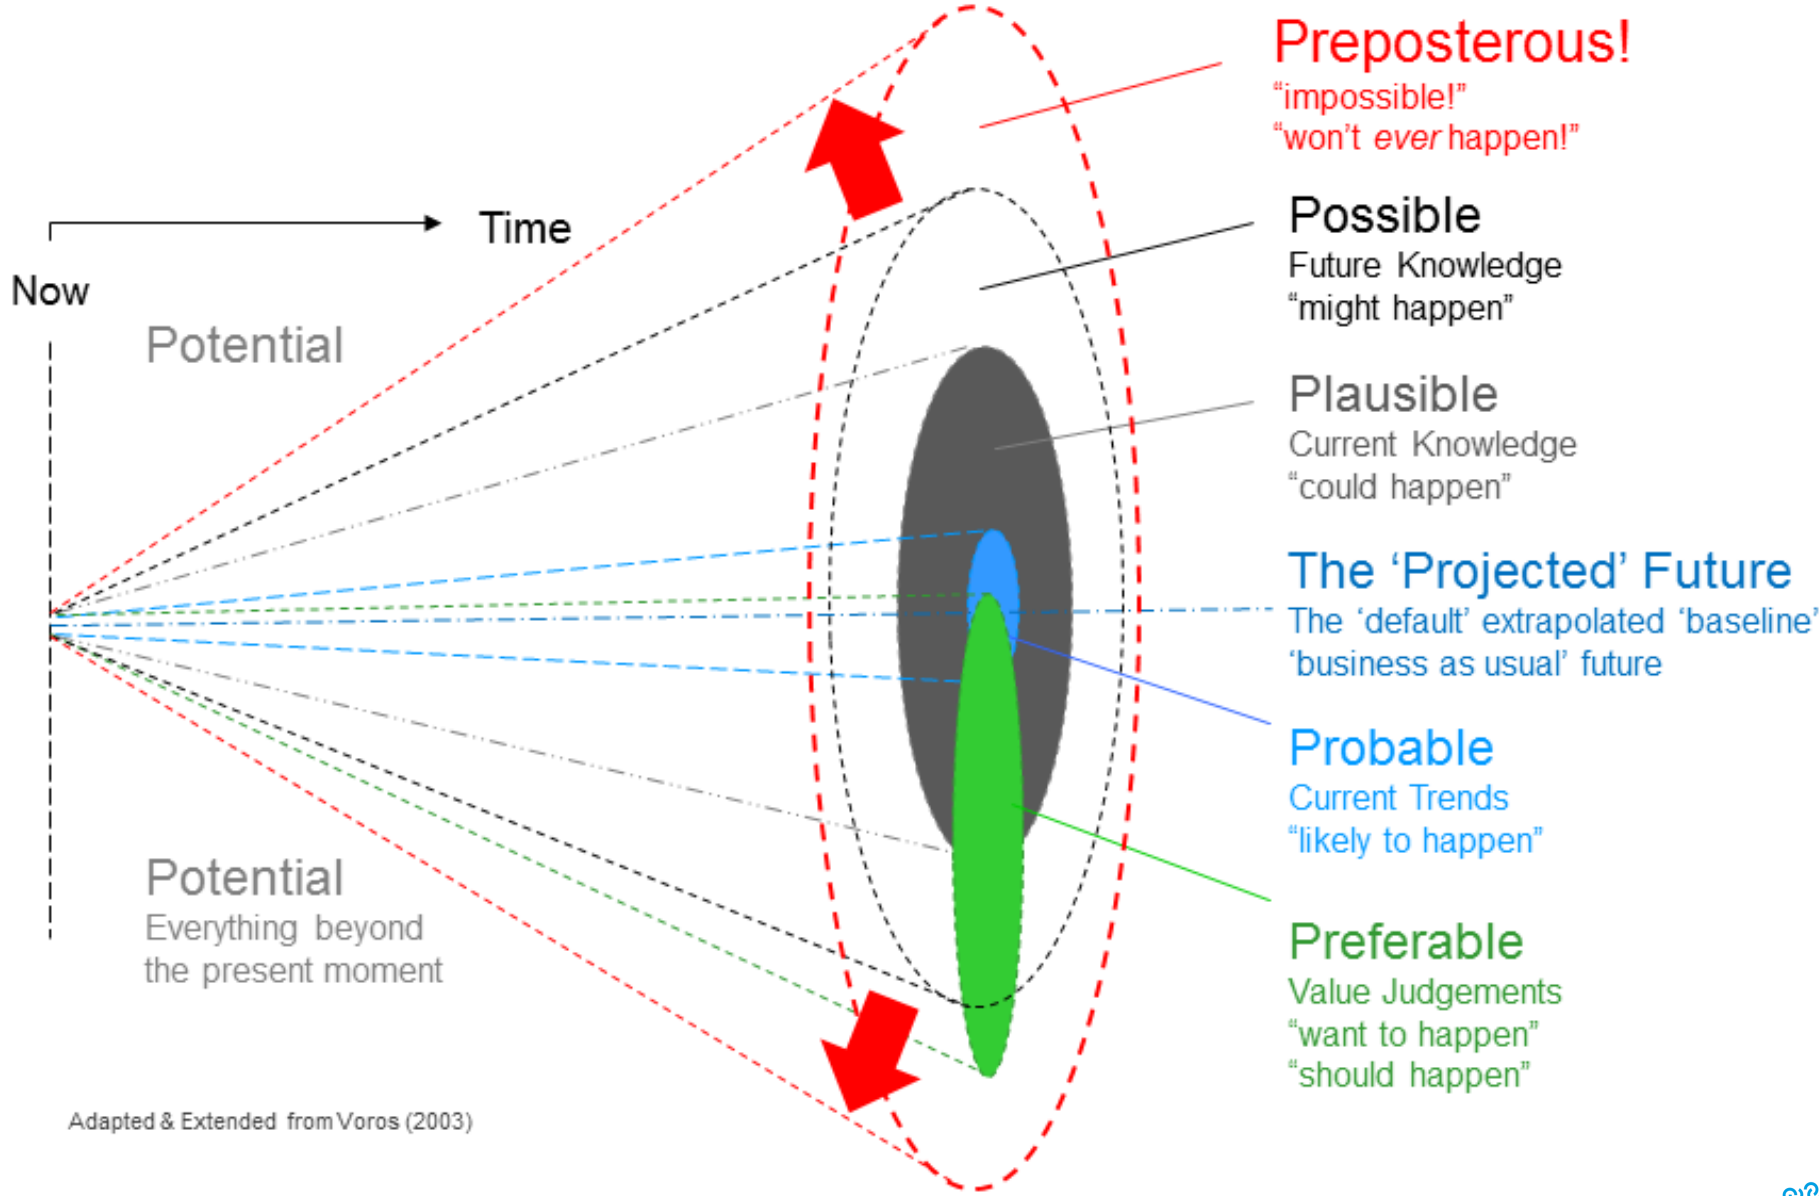 Preposterous!
“impossible!”
“won’t ever happen!”
Time
Now
Possible
Future Knowledge
“might happen”
Potential
Plausible
Current Knowledge
“could happen”
The ‘Projected’ Future
The ‘default’ extrapolated ‘baseline’
‘business as usual’ future
Probable
Current Trends
“likely to happen”
Potential
Everything beyond
the present moment
Preferable
Value Judgements
“want to happen”
“should happen”
Adapted & Extended from Voros (2003)